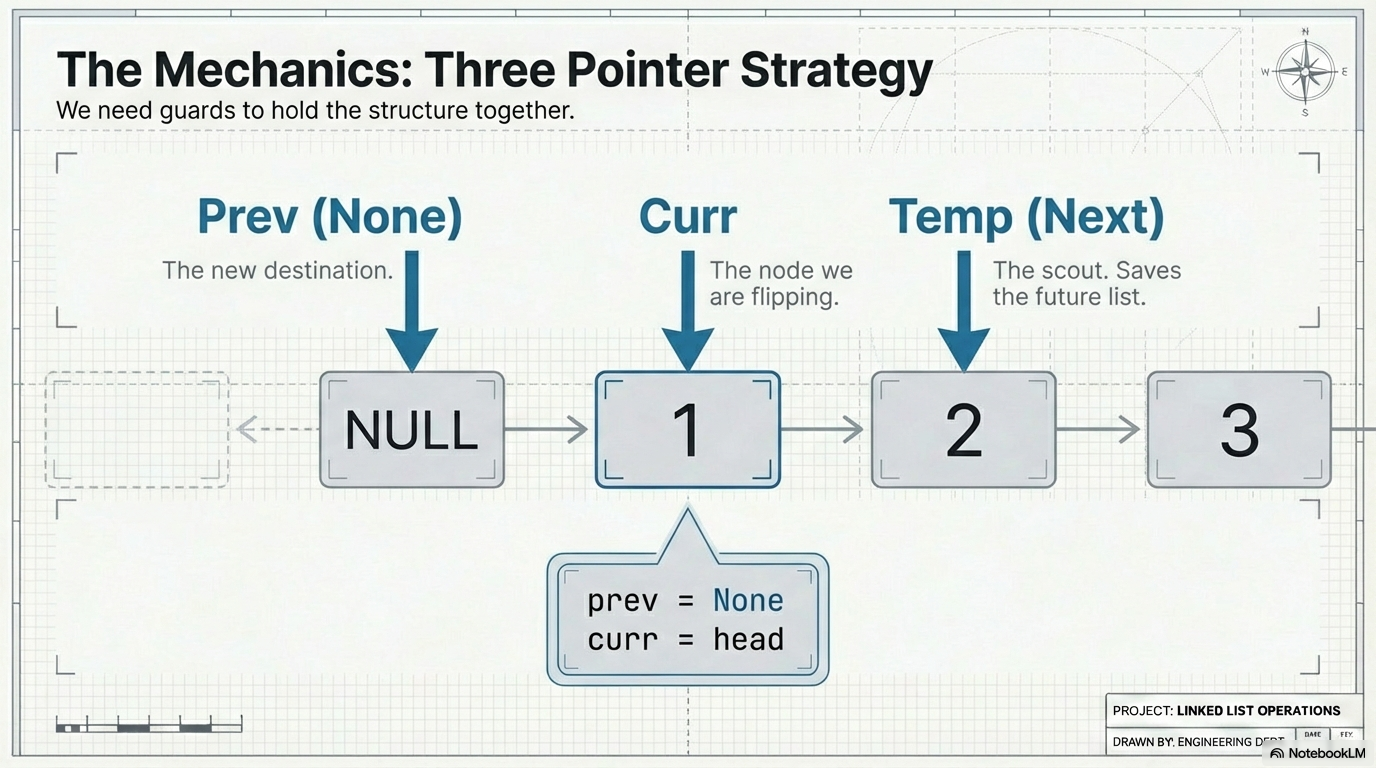 The Mechanics: Three Pointer Strategy
We need guards to hold the structure together.
N
W
E
S
Prev (None)
Curr
Temp (Next)
The new destination.
The node we
are flipping.
The scout. Saves
the future list.
NULL
1
2
3
prev = None
curr = head
PROJECT: LINKED LIST OPERATIONS
DRAWN BY: ENGINEERING
NotebookLM